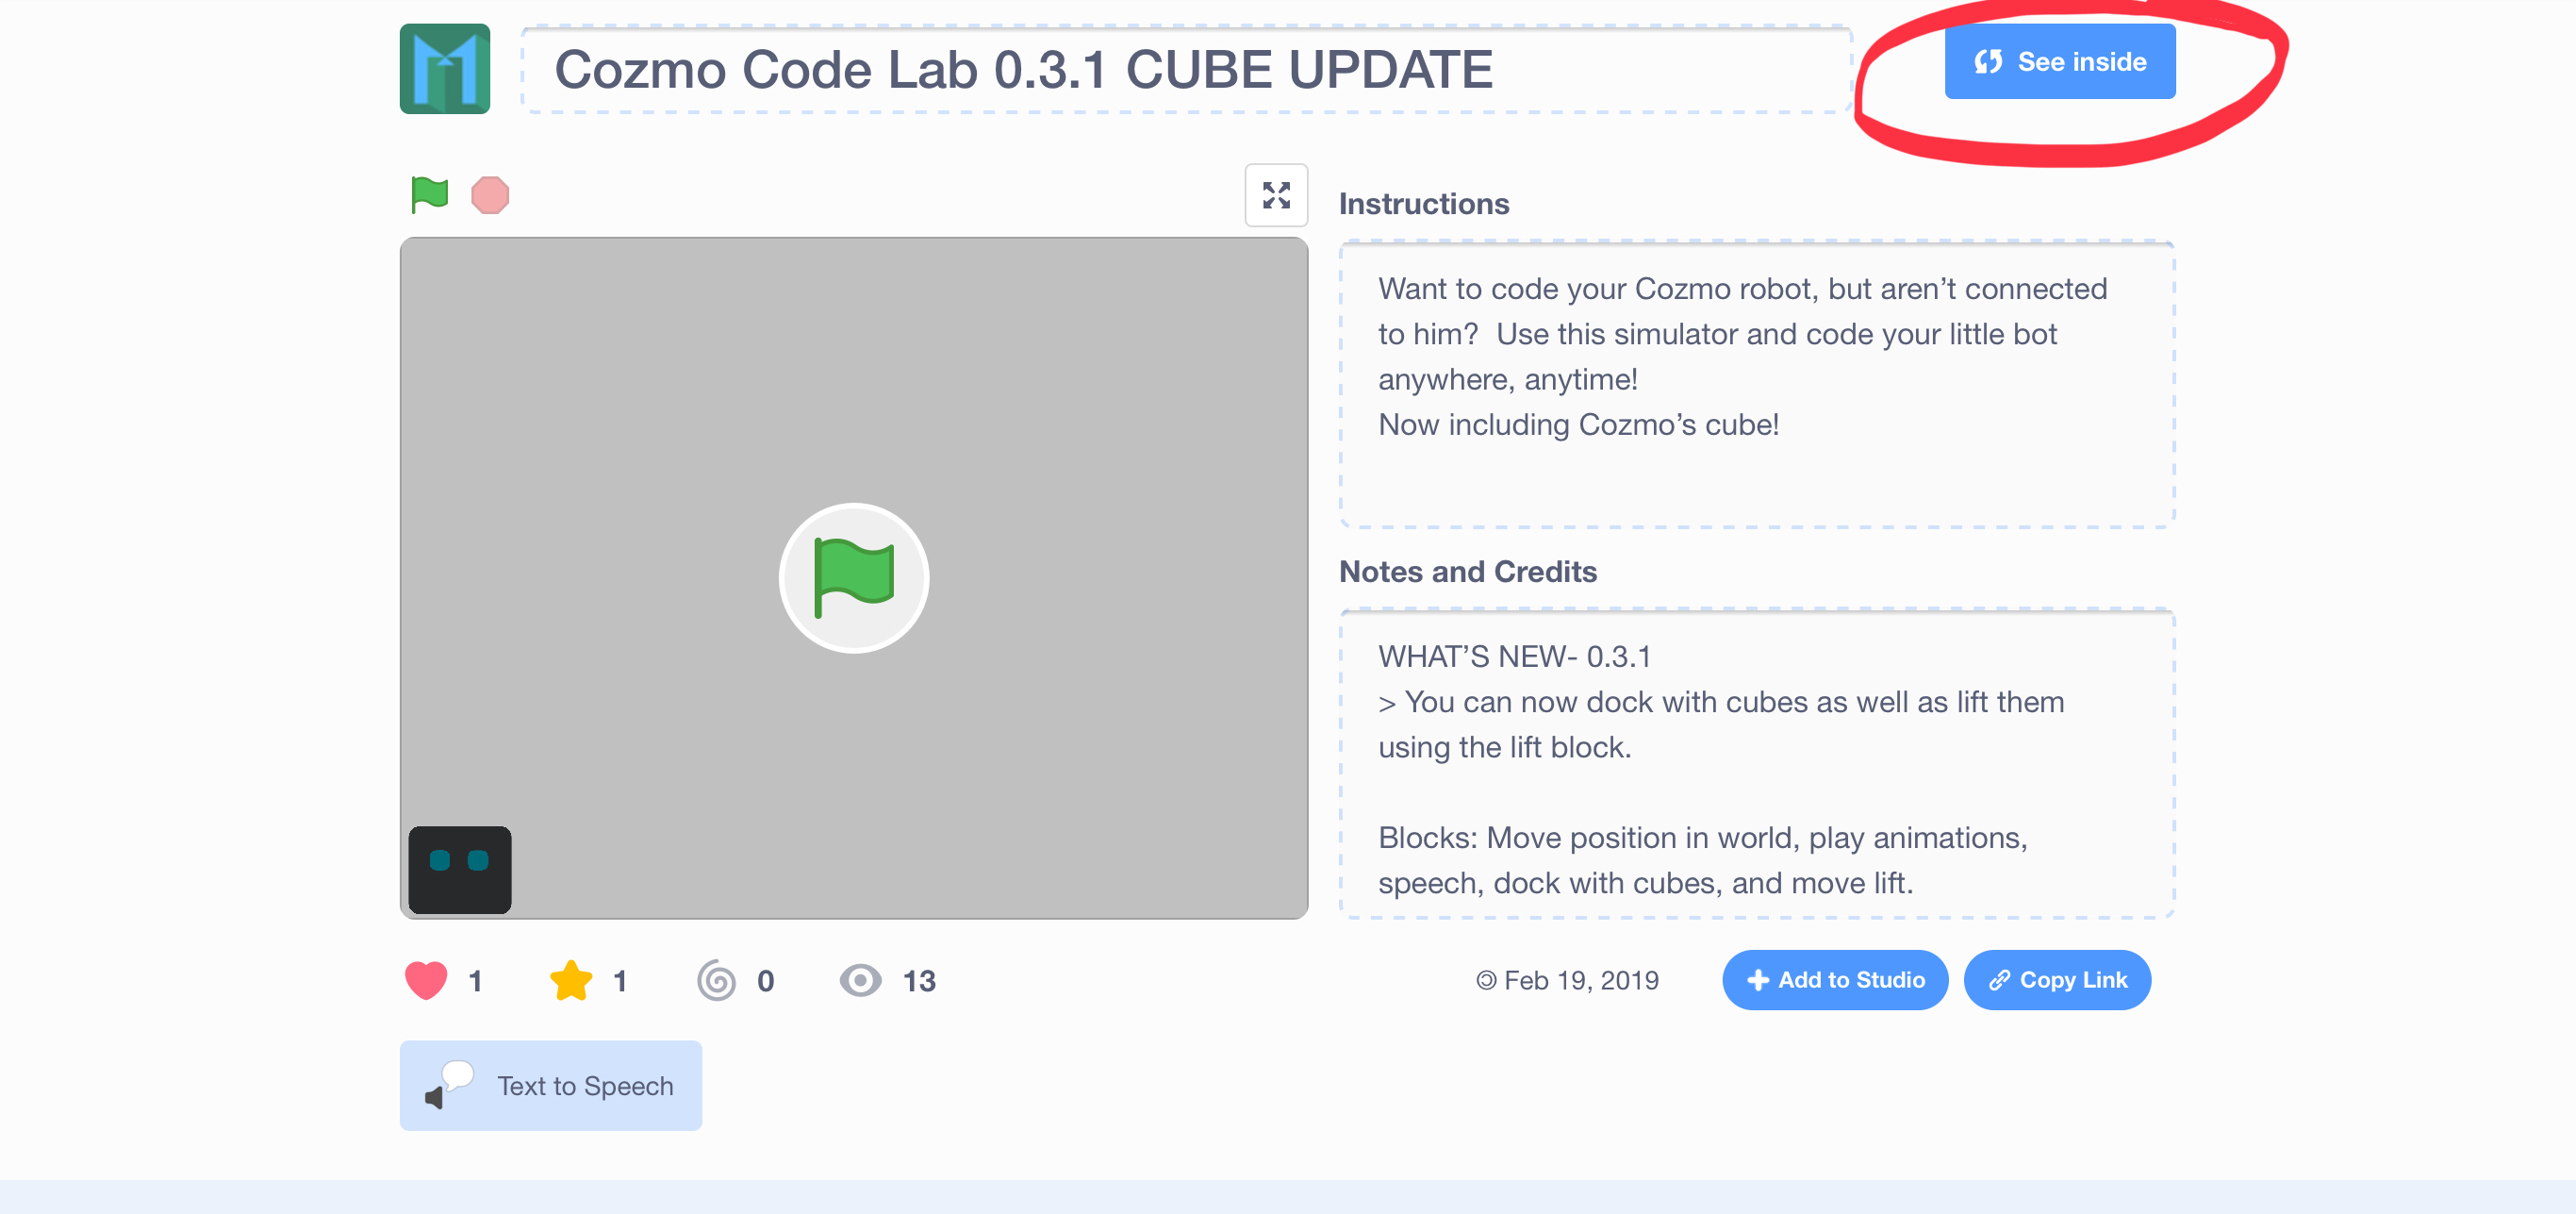 Cozmo Code Lab 0.3.1 CUBE UPDATE
See inside
Instructions
Want to code your Cozmo robot, but aren’t connected
to him?  Use this simulator and code your little bot
anywhere, anytime!
Now including Cozmo’s cube!
Notes and Credits
WHAT’S NEW- 0.3.1
> You can now dock with cubes as well as lift them
using the lift block.
Blocks: Move position in world, play animations,
speech, dock with cubes, and move lift.
1 1 0 13
Feb 19, 2019
Add to Studio
Copy Link
Text to Speech